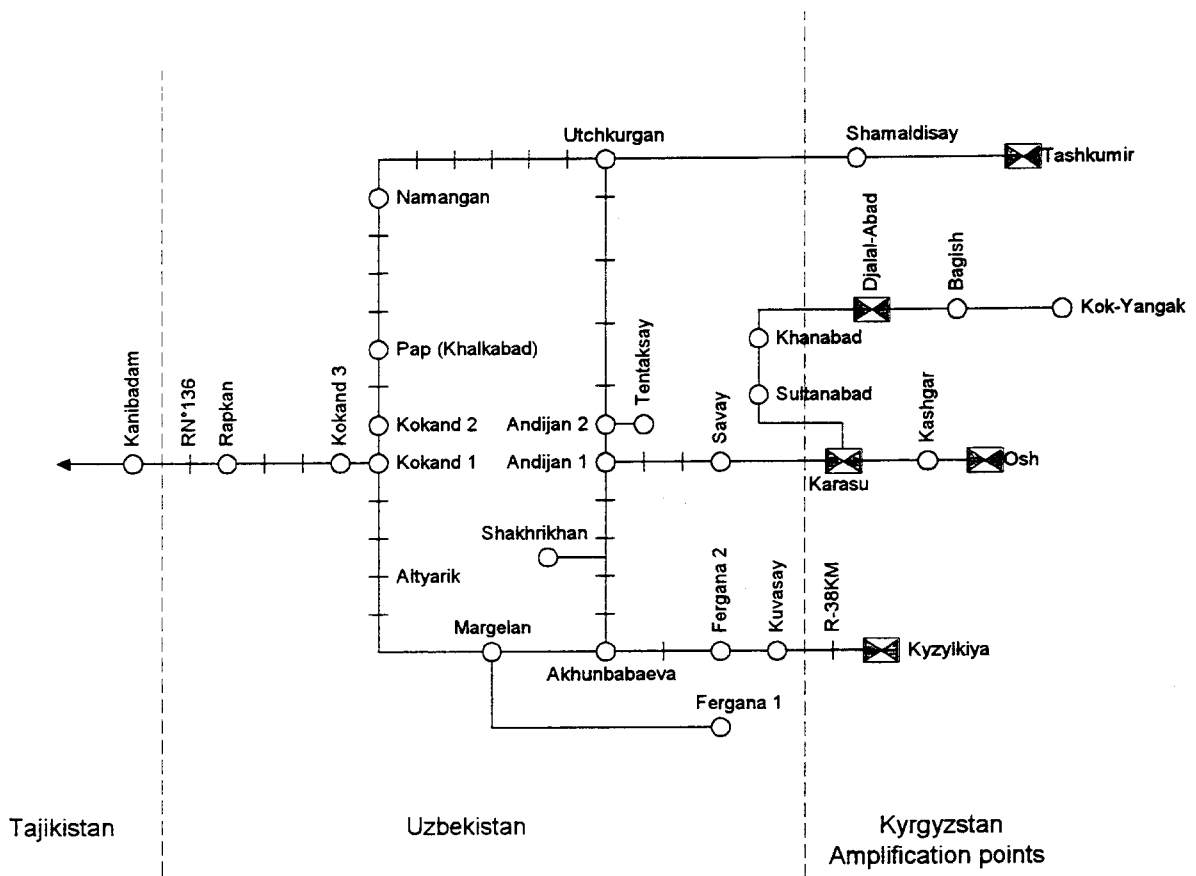 Utchkurgan
Shamaldisay
Tashkumir
Namangan
Djalal-Abad
Bagish
Kok-Yangak
Khanabad
Pap (Khalkabad)
Tentaksay
Sultanabad
Kanibadam
RN°136
Rapkan
Kokand 3
Kokand 2
Andijan 2
Savay
Kashgar
Kokand 1
Andijan 1
Karasu
Osh
Shakhrikhan
Altyarik
Fergana 2
Kuvasay
R-38KM
Margelan
Kyzylkiya
Akhunbabaeva
Fergana 1
Tajikistan
Uzbekistan
Kyrgyzstan
Amplification points